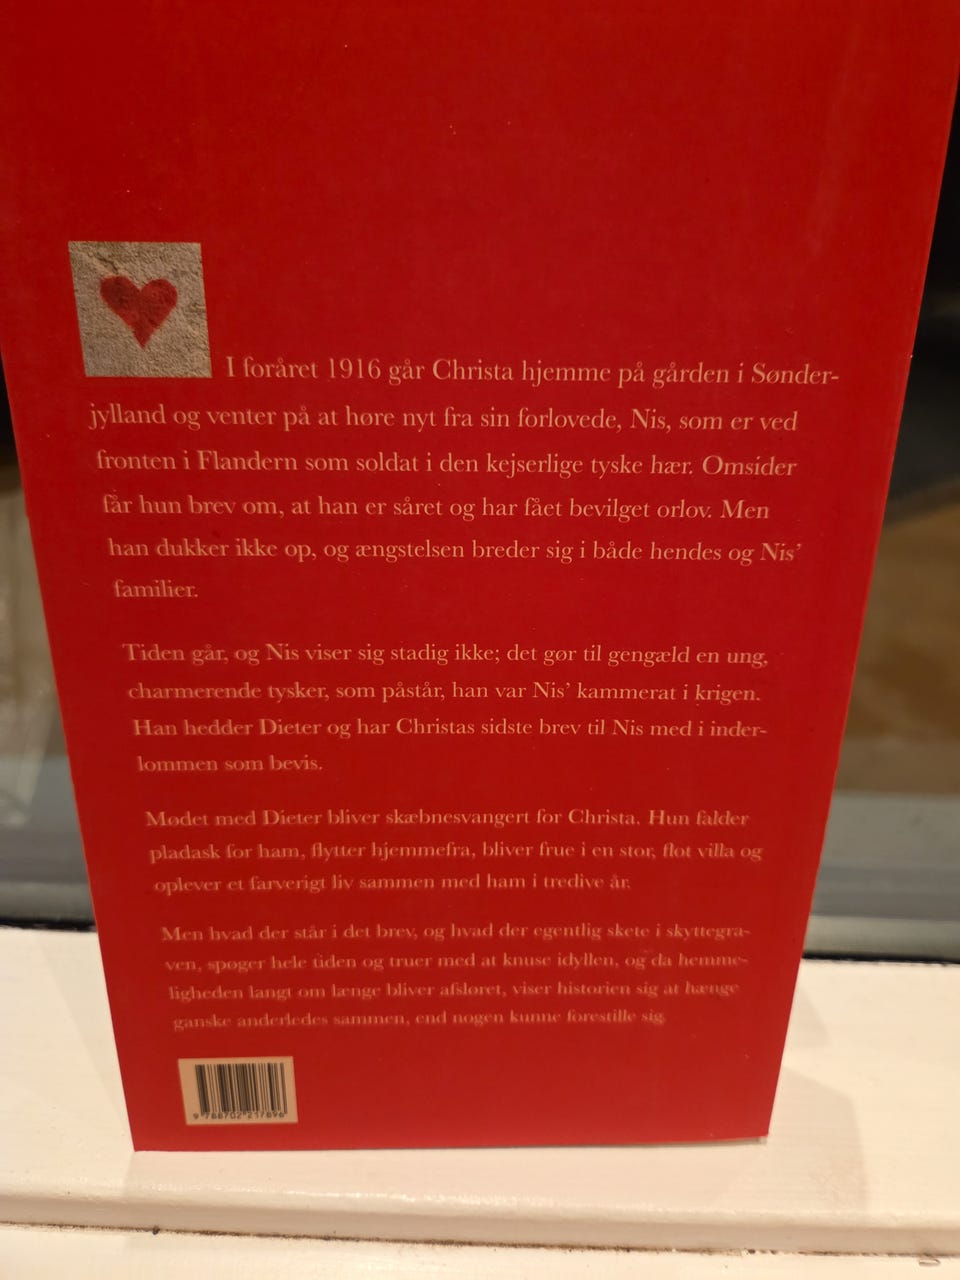 I foråret 1916 går Christa hjemme på gården i Sønder-
jylland og venter på at høre nyt fra sin forlovede, Nis, som er ved
fronten i Flandern som soldat i den kejserlige tyske hær. Omsider
får hun brev om, at han er såret og har fået bevilget orlov. Men
han dukker ikke op, og ængstelsen breder sig i både hendes og Nis’
familier.
Tiden går, og Nis viser sig stadig ikke; det gør til gengæld en ung,
charmerende tysker, som påstår, han var Nis’ kammerat i krigen.
Han hedder Dieter og har Christas sidste brev til Nis med i inder-
lommen som bevis.
Mødet med Dieter bliver skæbnesvangert for Christa. Hun falder
pladask for ham, flytter hjemmefra, bliver frue i en stor, flot villa og
oplever et farverigt liv sammen med ham i tredive år.
Men hvad der står i det brev, og hvad der egentlig skete i skyttegra-
ven, spøger hele tiden og truer med at knuse idyllen, og da hemme-
ligheden langt om længe bliver afsløret, viser historien sig at hænge
ganske anderledes sammen, end nogen kunne forestille sig.
9 788702 217896